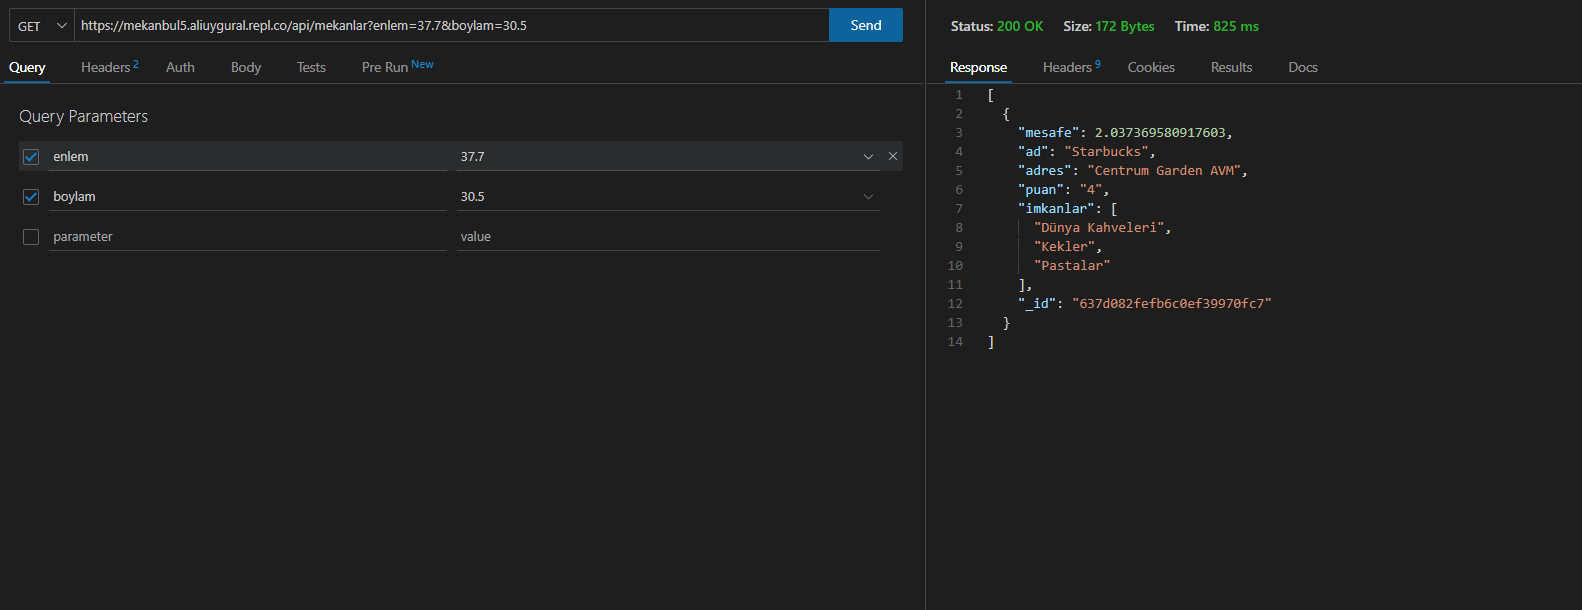 GET https://mekanbul5.aliuygural.repl.co/api/mekanlar?enlem=37.7&boylam=30.5 Send
Query Headers 2 Auth Body Tests Pre Run New
Query Parameters
enlem 37.7
boylam 30.5
parameter value
Status: 200 OK Size: 172 Bytes Time: 825 ms
Response Headers 9 Cookies Results Docs
1 [
2 {
3 "mesafe": 2.037369580917603,
4 "ad": "Starbucks",
5 "adres": "Centrum Garden AVM",
6 "puan": "4",
7 "imkanlar": [
8 "Dünya Kahveleri",
9 "Kekler",
10 "Pastalar"
11 ],
12 "_id": "637d082fefb6c0ef39970fc7"
13 }
14 ]